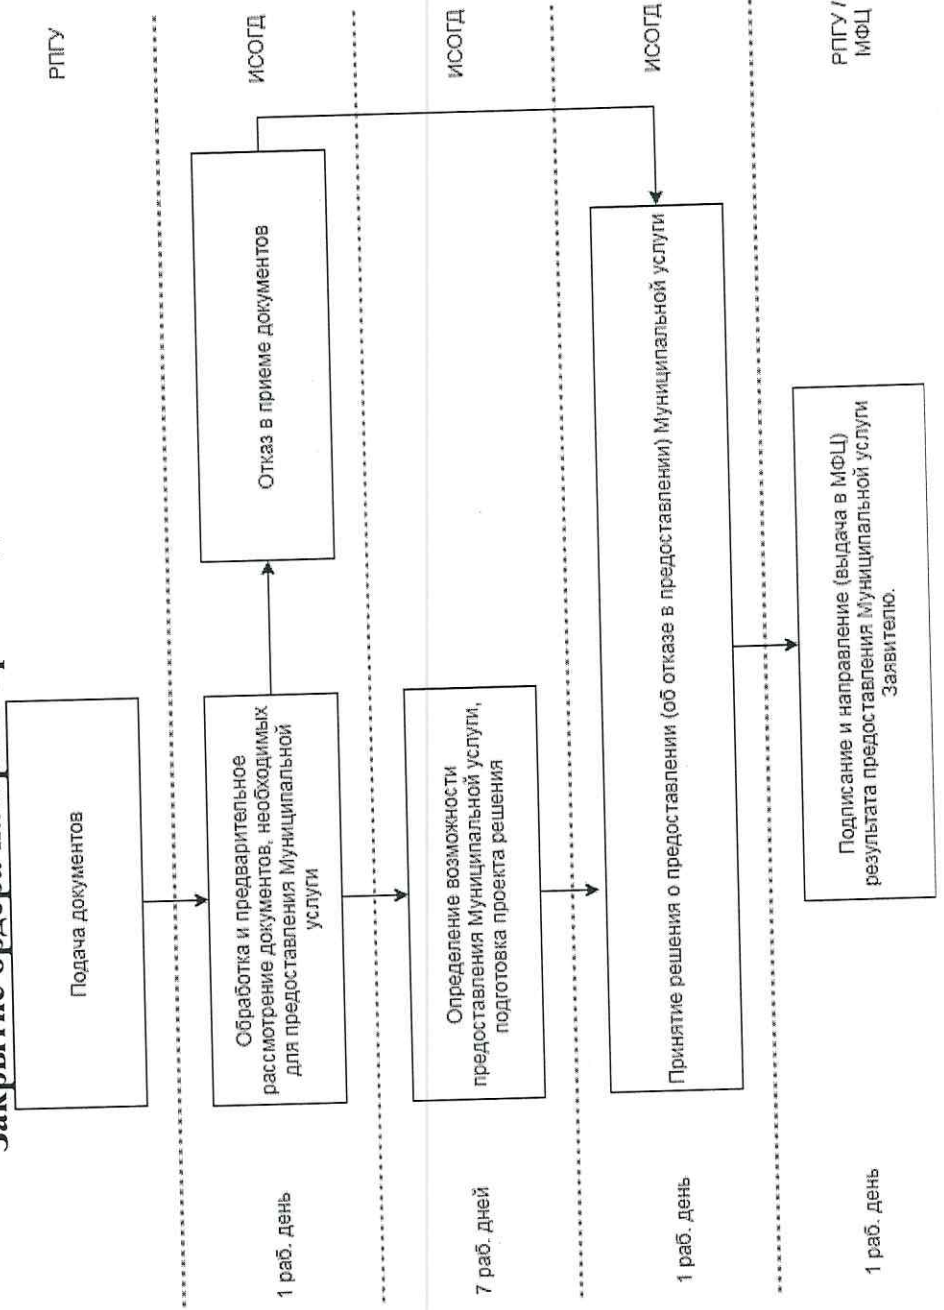 Закрытие ордера
Подача документов
РПГУ
1 раб. день
Обработка и предварительное
рассмотрение документов, необходимых
для предоставления Муниципальной
услуги
Отказ в приеме документов
ИСОГД
7 раб. дней
Определение возможности
предоставления Муниципальной услуги,
подготовка проекта решения
ИСОГД
1 раб. день
Принятие решения о предоставлении (об отказе в предоставлении) Муниципальной услуги
ИСОГД
1 раб. день
Подписание и направление (выдача в МФЦ)
результата предоставления Муниципальной услуги
Заявителю.
РПГУ /
МФЦ